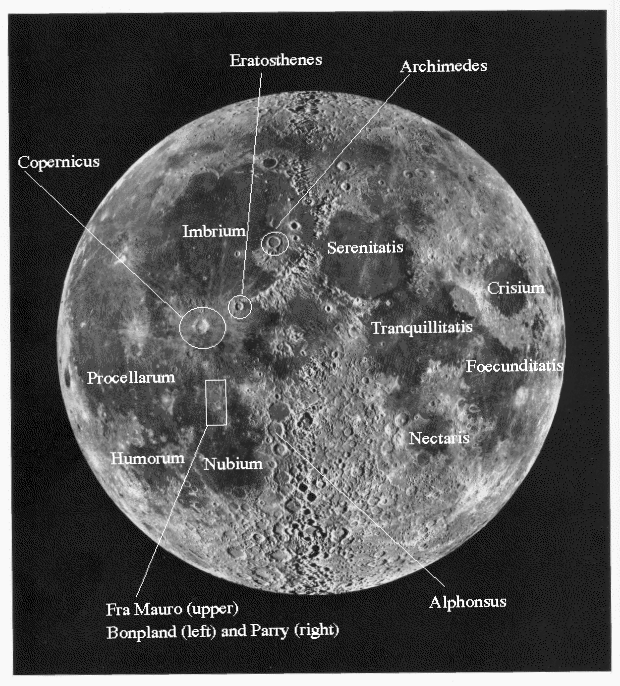 Eratosthenes
Archimedes
Copernicus
Imbrium
Serenitatis
Crisium
Tranquillitatis
Foecunditatis
Procellarum
Nectaris
Humorum
Nubium
Alphonsus
Fra Mauro (upper)
Bonpland (left) and Parry (right)